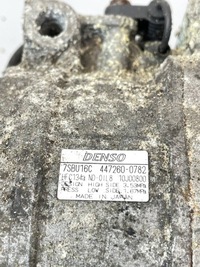 DENSO
7SBU16C 447260-0782
HFC134a ND-OIL8 10J00800
DESIGN HIGH SIDE 3.53MPa
PRESS LOW SIDE 1.67MPa
MADE IN JAPAN